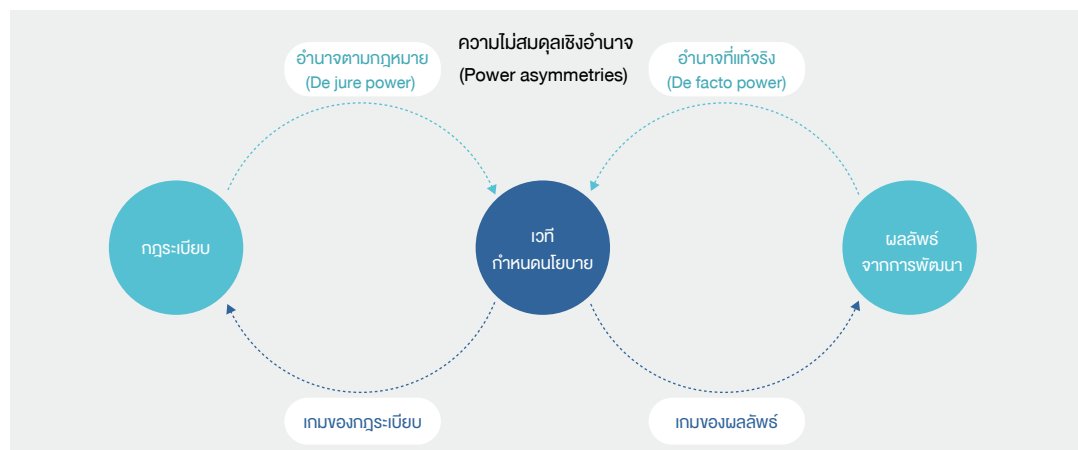 ความไม่สมดุลเชิงอำนาจ
(Power asymmetries)
อำนาจตามกฎหมาย
(De jure power)
อำนาจที่แท้จริง
(De facto power)
กฎระเบียบ
เวที
กำหนดนโยบาย
ผลลัพธ์
จากการพัฒนา
เกมของกฎระเบียบ
เกมของผลลัพธ์